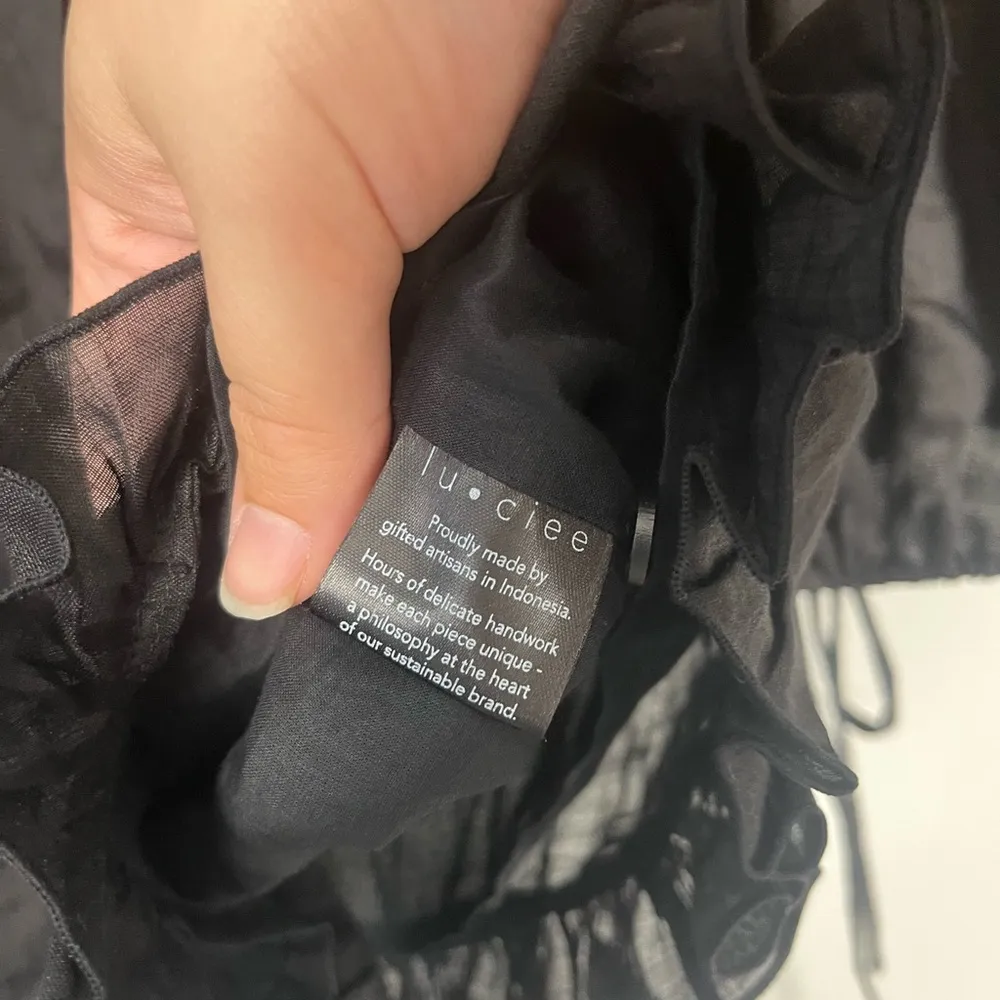 lu•ciee
Proudly made by
gifted artisans in Indonesia.
Hours of delicate handwork
make each piece unique -
a philosophy at the heart
of our sustainable brand.